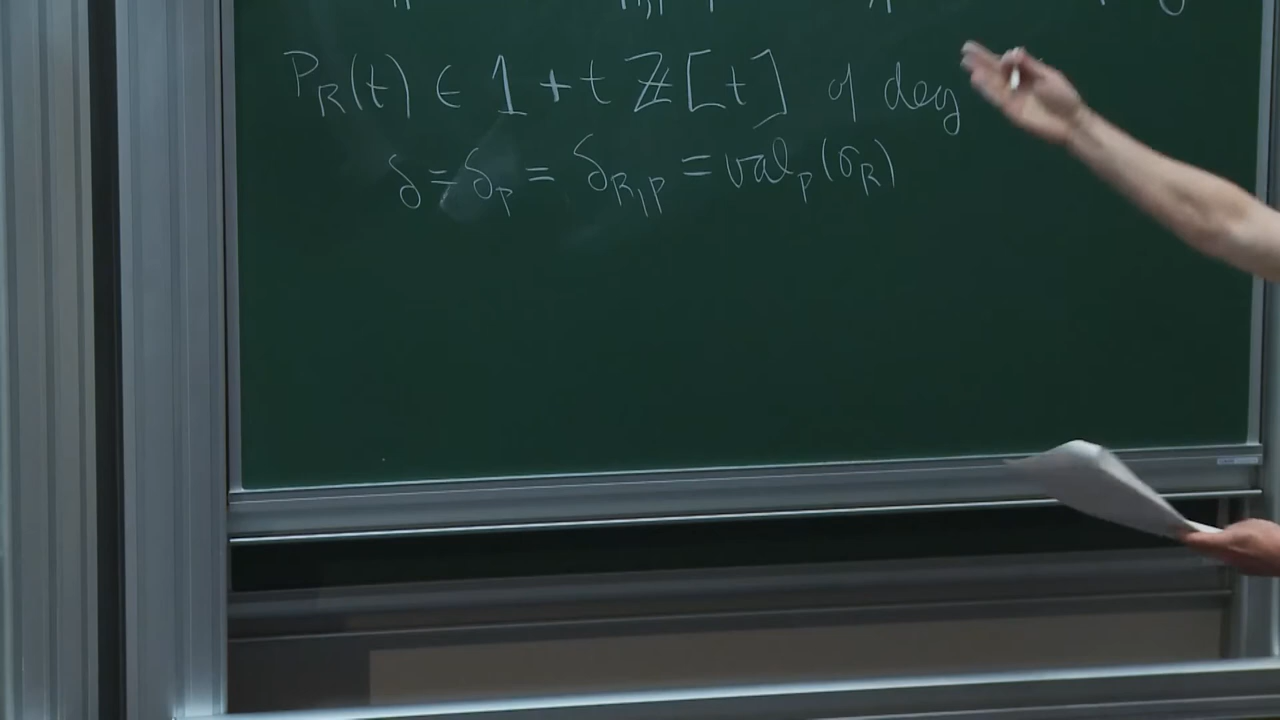 P_R(t) ∈ 1 + t ℤ[t] of deg
δ = δ_p = δ_{R,p} = val_p(σ_R)